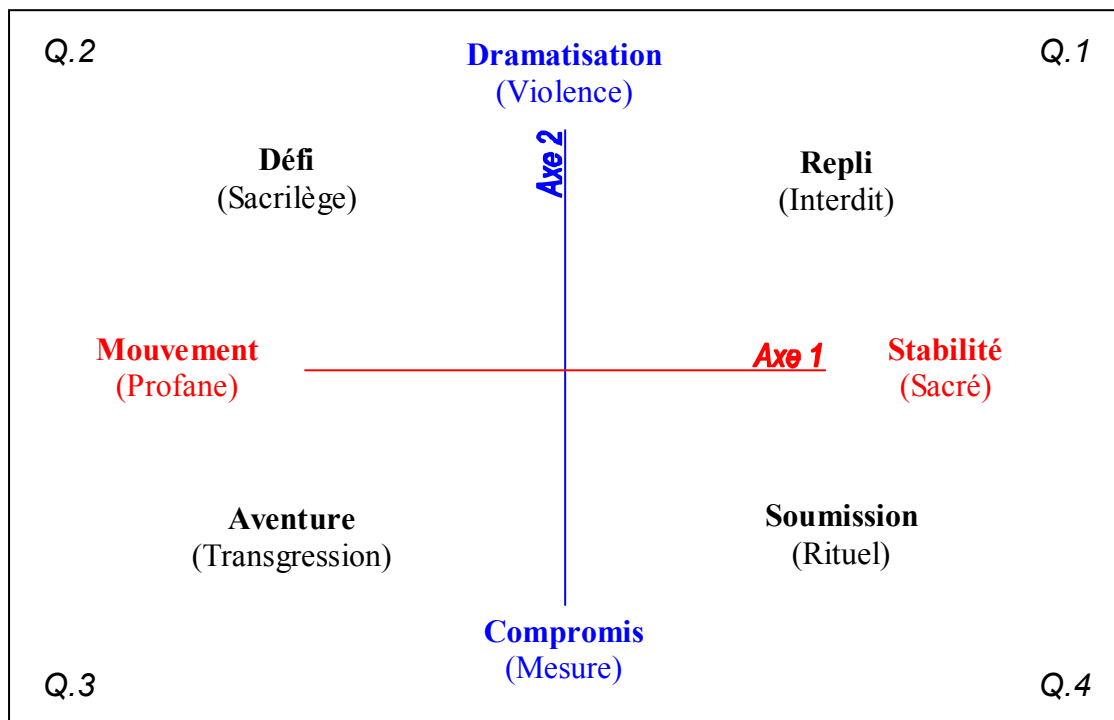 Q.2
Dramatisation
(Violence)
Q.1
Axe 2
Défi
(Sacrilège)
Repli
(Interdit)
Mouvement
(Profane)
Axe 1
Stabilité
(Sacré)
Aventure
(Transgression)
Soumission
(Rituel)
Compromis
(Mesure)
Q.3
Q.4